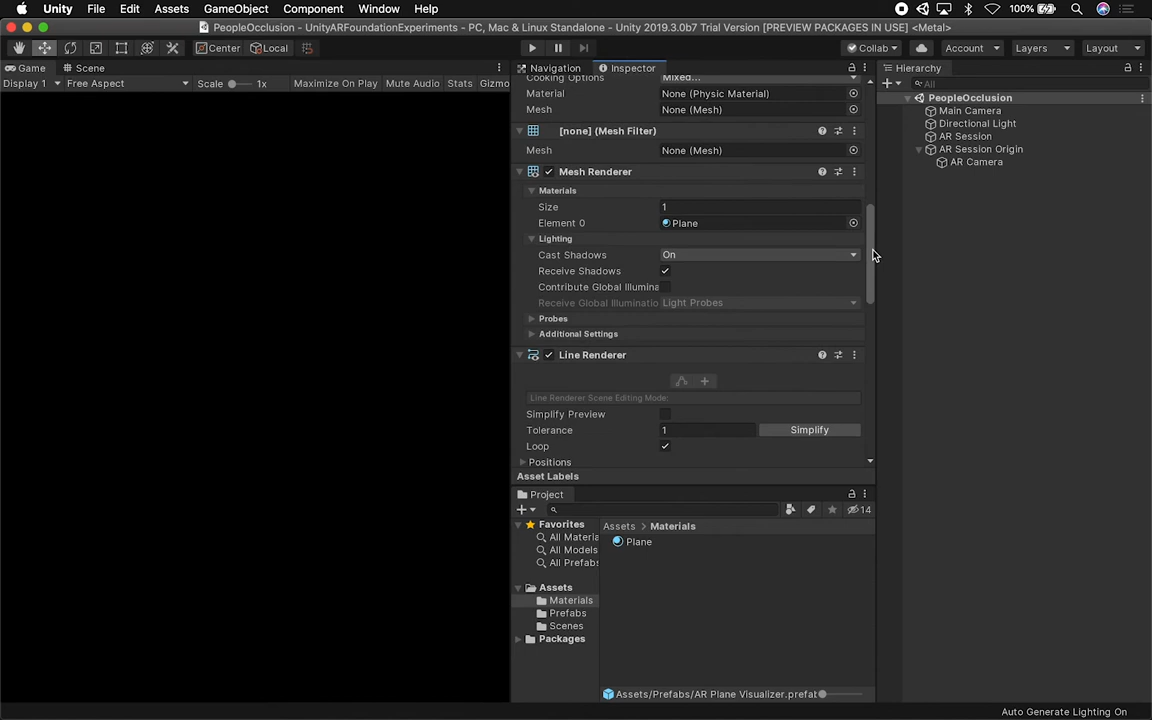 Unity File Edit Assets GameObject Component Window Help 100%
PeopleOcclusion - UnityARFoundationExperiments - PC, Mac & Linux Standalone - Unity 2019.3.0b7 Trial Version [PREVIEW PACKAGES IN USE] <Metal>
Center Local Collab Account Layers Layout
Game Scene Navigation Inspector Hierarchy
Display 1 Free Aspect Scale 1x Maximize On Play Mute Audio Stats Gizmo
Cooking Options Mixed...
Material None (Physic Material)
Mesh None (Mesh)
[none] (Mesh Filter)
Mesh None (Mesh)
Mesh Renderer
Materials
Size 1
Element 0 Plane
Lighting
Cast Shadows On
Receive Shadows
Contribute Global Illumina
Receive Global Illuminatio Light Probes
Probes
Additional Settings
Line Renderer
Line Renderer Scene Editing Mode:
Simplify Preview
Tolerance 1 Simplify
Loop
Positions
Asset Labels
Project
14
Favorites
All Materia
All Models
All Prefabs
Assets
Materials
Prefabs
Scenes
Packages
Assets > Materials
Plane
Assets/Prefabs/AR Plane Visualizer.prefab
All
PeopleOcclusion
Main Camera
Directional Light
AR Session
AR Session Origin
AR Camera
Auto Generate Lighting On